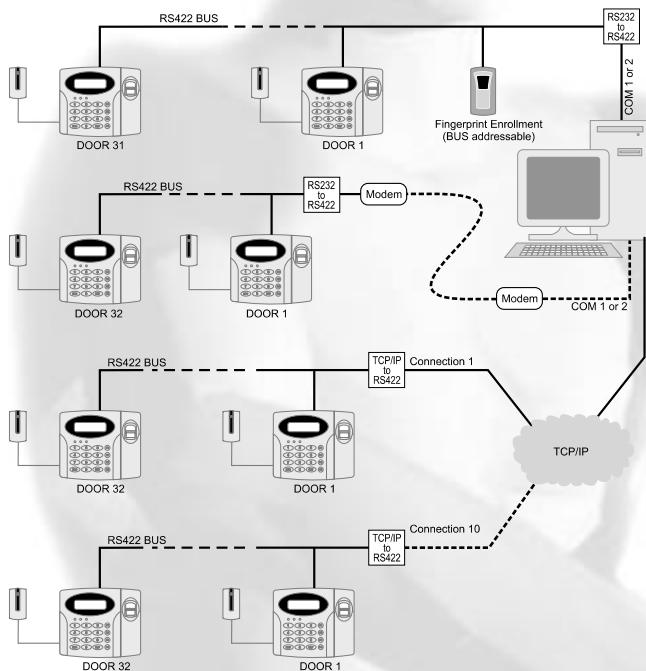 RS422 BUS
RS232
to
RS422
COM 1 or 2
DOOR 31
DOOR 1
Fingerprint Enrollment
(BUS addressable)
RS422 BUS
RS232
to
RS422
Modem
DOOR 32
DOOR 1
Modem
COM 1 or 2
RS422 BUS
TCP/IP
to
RS422
Connection 1
DOOR 32
DOOR 1
TCP/IP
RS422 BUS
TCP/IP
to
RS422
Connection 10
DOOR 32
DOOR 1